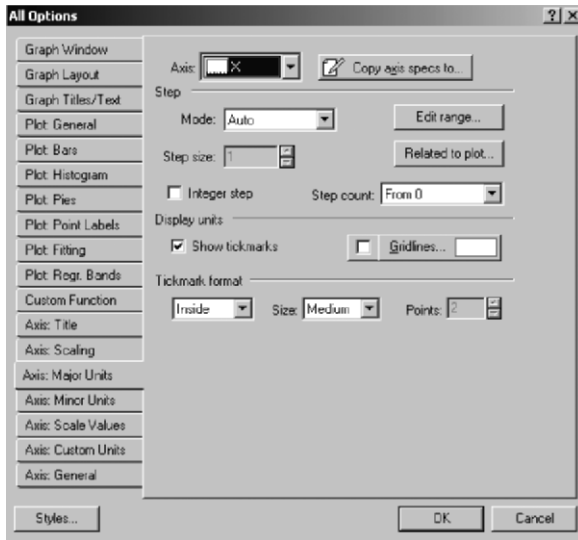 All Options
Graph Window
Graph Layout
Graph Titles/Text
Plot: General
Plot: Bars
Plot: Histogram
Plot: Pies
Plot: Point Labels
Plot: Fitting
Plot: Regr. Bands
Custom Function
Axis: Title
Axis: Scaling
Axis: Major Units
Axis: Minor Units
Axis: Scale Values
Axis: Custom Units
Axis: General
Axis: X
Copy axis specs to...
Step
Mode: Auto
Edit range...
Step size: 1
Related to plot...
Integer step
Step count: From 0
Display units
Show tickmarks
Gridlines...
Tickmark format
Inside
Size: Medium
Points: 2
Styles...
OK
Cancel